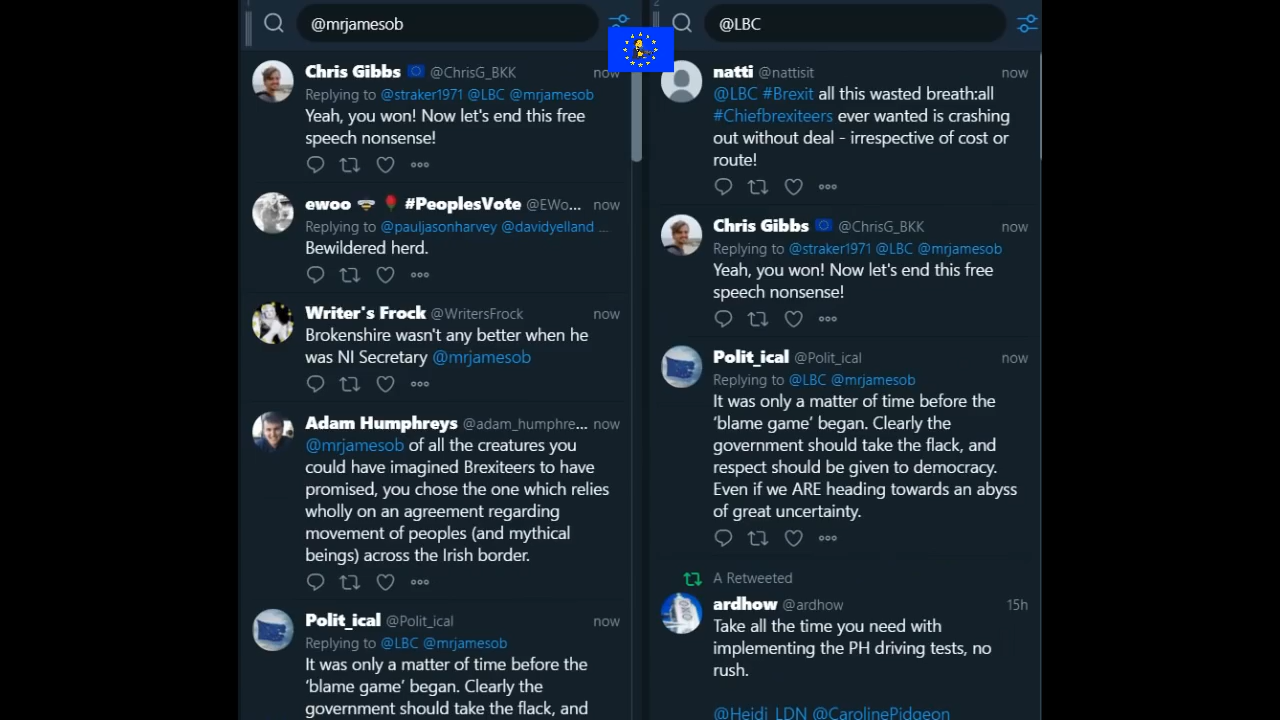 @mrjamesob
Chris Gibbs @ChrisG_BKK now
Replying to @straker1971 @LBC @mrjamesob
Yeah, you won! Now let's end this free
speech nonsense!
ewoo #PeoplesVote @EWo... now
Replying to @pauljasonharvey @davidyelland ...
Bewildered herd.
Writer's Frock @WritersFrock now
Brokenshire wasn't any better when he
was NI Secretary @mrjamesob
Adam Humphreys @adam_humphre... now
@mrjamesob of all the creatures you
could have imagined Brexiteers to have
promised, you chose the one which relies
wholly on an agreement regarding
movement of peoples (and mythical
beings) across the Irish border.
Polit_ical @Polit_ical now
Replying to @LBC @mrjamesob
It was only a matter of time before the
‘blame game’ began. Clearly the
government should take the flack, and
2
@LBC
natti @nattisit now
@LBC #Brexit all this wasted breath:all
#Chiefbrexiteers ever wanted is crashing
out without deal - irrespective of cost or
route!
Chris Gibbs @ChrisG_BKK now
Replying to @straker1971 @LBC @mrjamesob
Yeah, you won! Now let's end this free
speech nonsense!
Polit_ical @Polit_ical now
Replying to @LBC @mrjamesob
It was only a matter of time before the
‘blame game’ began. Clearly the
government should take the flack, and
respect should be given to democracy.
Even if we ARE heading towards an abyss
of great uncertainty.
A Retweeted
ardhow @ardhow 15h
Take all the time you need with
implementing the PH driving tests, no
rush.
@Heidi_LDN @CarolinePidgeon